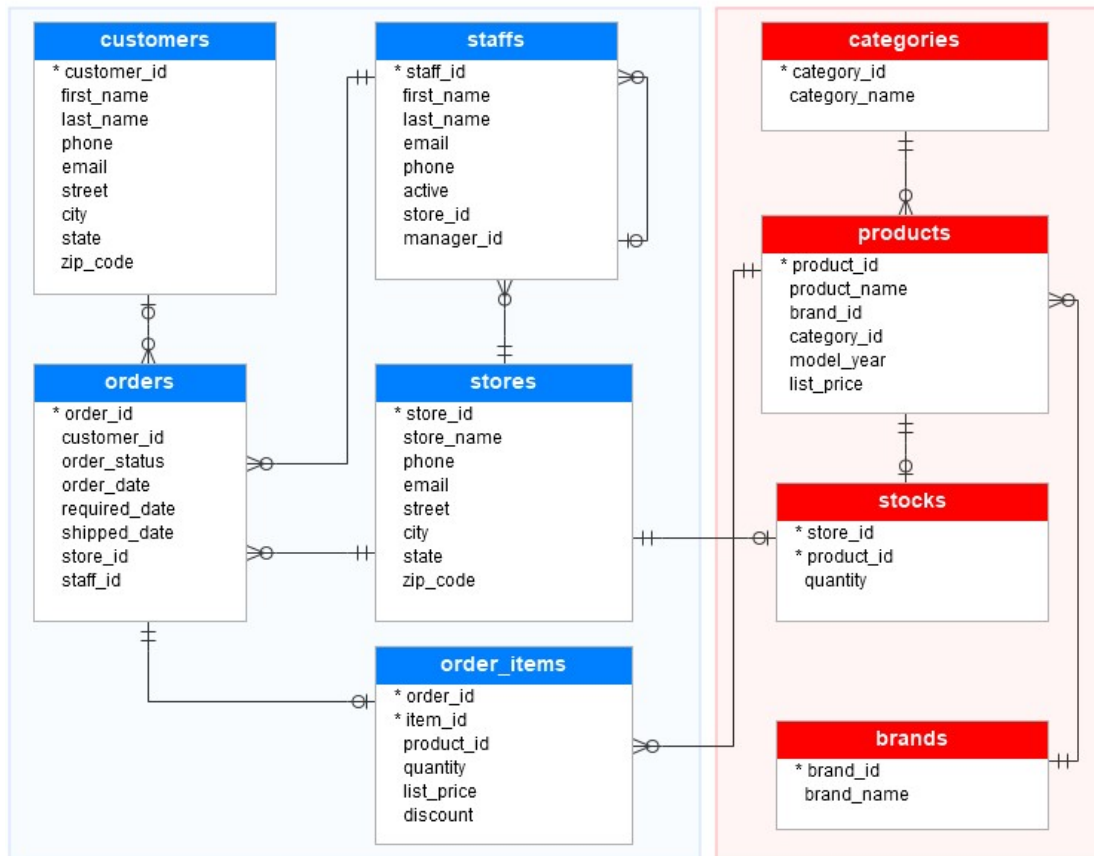 customers
* customer_id
first_name
last_name
phone
email
street
city
state
zip_code
staffs
* staff_id
first_name
last_name
email
phone
active
store_id
manager_id
categories
* category_id
category_name
products
* product_id
product_name
brand_id
category_id
model_year
list_price
orders
* order_id
customer_id
order_status
order_date
required_date
shipped_date
store_id
staff_id
stores
* store_id
store_name
phone
email
street
city
state
zip_code
stocks
* store_id
* product_id
quantity
order_items
* order_id
* item_id
product_id
quantity
list_price
discount
brands
* brand_id
brand_name